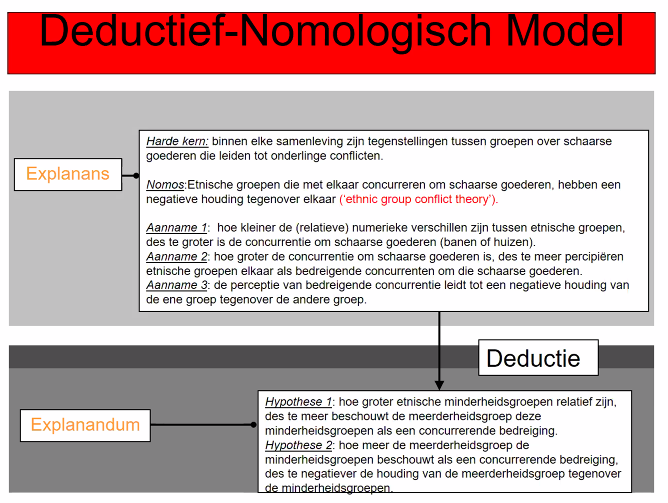 Deductief-Nomologisch Model
Explanans
Harde kern: binnen elke samenleving zijn tegenstellingen tussen groepen over schaarse
goederen die leiden tot onderlinge conflicten.
Nomos:Etnische groepen die met elkaar concurreren om schaarse goederen, hebben een
negatieve houding tegenover elkaar ('ethnic group conflict theory').
Aanname 1:  hoe kleiner de (relatieve) numerieke verschillen zijn tussen etnische groepen,
des te groter is de concurrentie om schaarse goederen (banen of huizen).
Aanname 2: hoe groter de concurrentie om schaarse goederen is, des te meer percipiëren
etnische groepen elkaar als bedreigende concurrenten om die schaarse goederen.
Aanname 3: de perceptie van bedreigende concurrentie leidt tot een negatieve houding van
de ene groep tegenover de andere groep.
Deductie
Explanandum
Hypothese 1: hoe groter etnische minderheidsgroepen relatief zijn,
des te meer beschouwt de meerderheidsgroep deze
minderheidsgroepen als een concurrerende bedreiging.
Hypothese 2: hoe meer de meerderheidsgroep de
minderheidsgroepen beschouwt als een concurrerende bedreiging,
des te negatiever de houding van de meerderheidsgroep tegenover
de minderheidsgroepen.